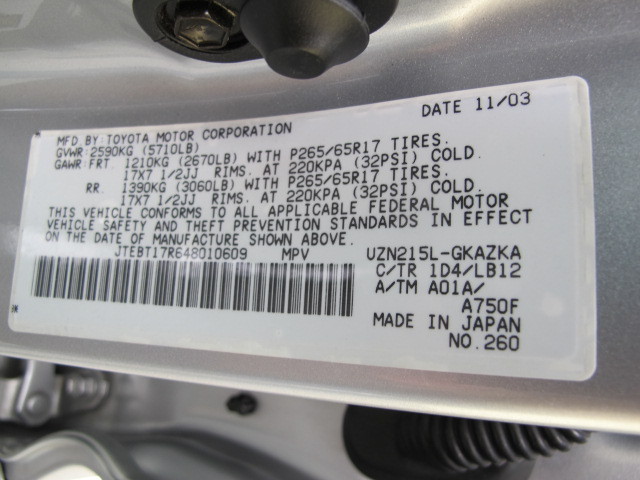 DATE 11/03
MFD BY: TOYOTA MOTOR CORPORATION
GVWR: 2590KG (5710LB)
GAWR: FRT. 1210KG (2670LB) WITH P265/65R17 TIRES.
17X7 1/2JJ RIMS. AT 220KPA (32PSI) COLD.
RR. 1390KG (3060LB) WITH P265/65R17 TIRES.
17X7 1/2JJ RIMS. AT 220KPA (32PSI) COLD.
THIS VEHICLE CONFORMS TO ALL APPLICABLE FEDERAL MOTOR
VEHICLE SAFETY AND THEFT PREVENTION STANDARDS IN EFFECT
ON THE DATE OF MANUFACTURE SHOWN ABOVE.
JTEBT17R648010609 MPV UZN215L-GKAZKA
C/TR 1D4/LB12
A/TM A01A/
A750F
MADE IN JAPAN
NO.260